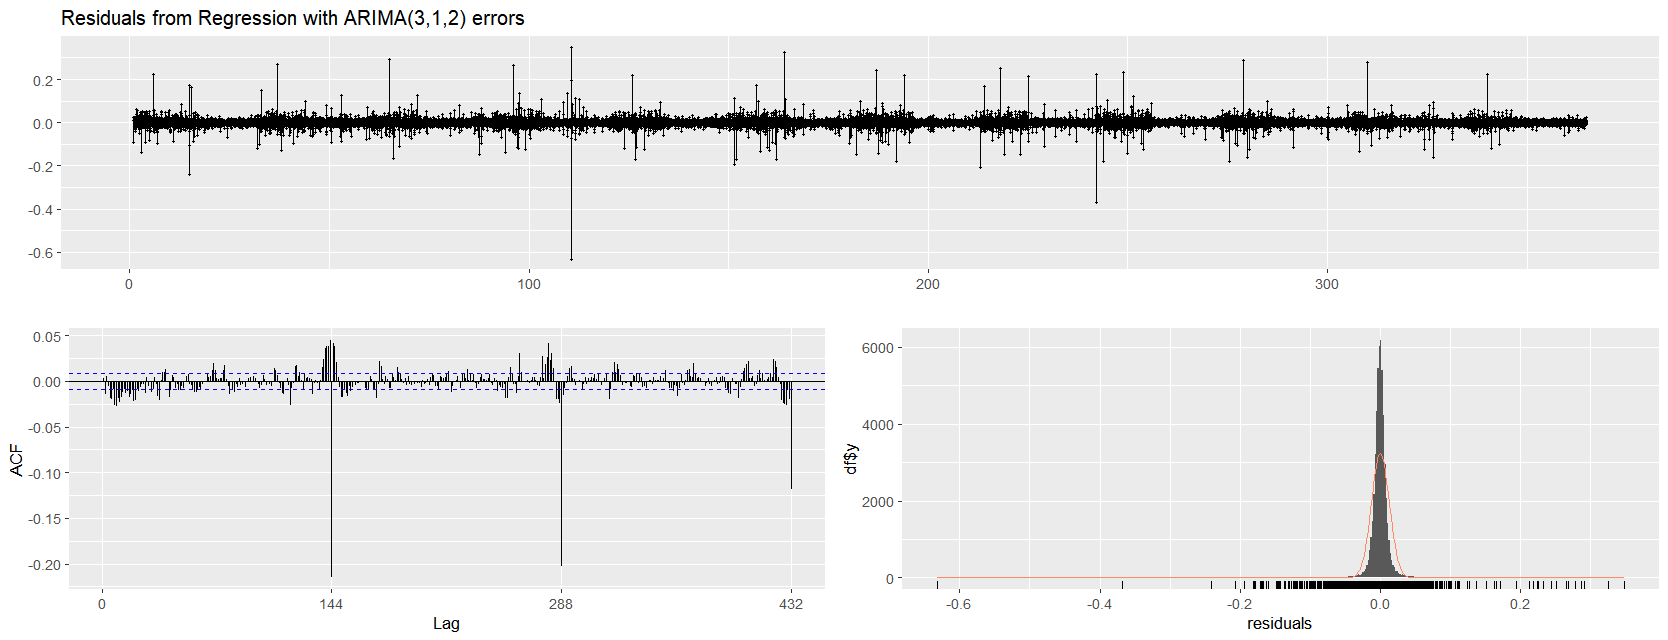 Residuals from Regression with ARIMA(3,1,2) errors
0.2
0.0
-0.2
-0.4
-0.6
0 100 200 300
0.05
0.00
-0.05
-0.10
-0.15
-0.20
ACF
0 144 288 432
Lag
6000
4000
2000
0
df$y
-0.6 -0.4 -0.2 0.0 0.2
residuals